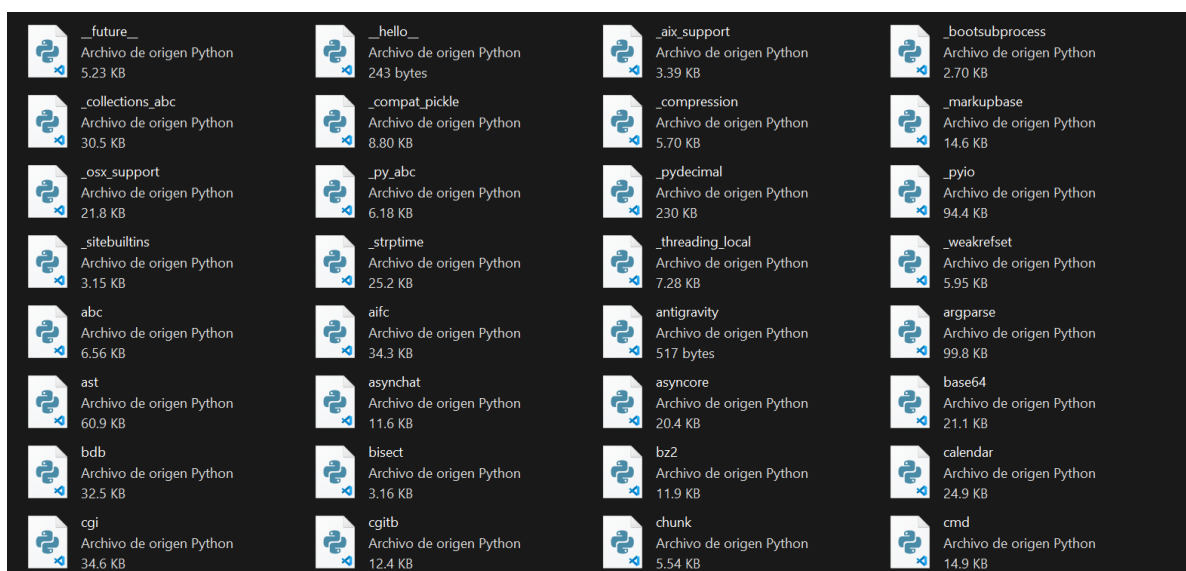 __future__
Archivo de origen Python
5.23 KB
__hello__
Archivo de origen Python
243 bytes
_aix_support
Archivo de origen Python
3.39 KB
_bootsubprocess
Archivo de origen Python
2.70 KB
_collections_abc
Archivo de origen Python
30.5 KB
_compat_pickle
Archivo de origen Python
8.80 KB
_compression
Archivo de origen Python
5.70 KB
_markupbase
Archivo de origen Python
14.6 KB
_osx_support
Archivo de origen Python
21.8 KB
_py_abc
Archivo de origen Python
6.18 KB
_pydecimal
Archivo de origen Python
230 KB
_pyio
Archivo de origen Python
94.4 KB
_sitebuiltins
Archivo de origen Python
3.15 KB
_strptime
Archivo de origen Python
25.2 KB
_threading_local
Archivo de origen Python
7.28 KB
_weakrefset
Archivo de origen Python
5.95 KB
abc
Archivo de origen Python
6.56 KB
aifc
Archivo de origen Python
34.3 KB
antigravity
Archivo de origen Python
517 bytes
argparse
Archivo de origen Python
99.8 KB
ast
Archivo de origen Python
60.9 KB
asynchat
Archivo de origen Python
11.6 KB
asyncore
Archivo de origen Python
20.4 KB
base64
Archivo de origen Python
21.1 KB
bdb
Archivo de origen Python
32.5 KB
bisect
Archivo de origen Python
3.16 KB
bz2
Archivo de origen Python
11.9 KB
calendar
Archivo de origen Python
24.9 KB
cgi
Archivo de origen Python
34.6 KB
cgitb
Archivo de origen Python
12.4 KB
chunk
Archivo de origen Python
5.54 KB
cmd
Archivo de origen Python
14.9 KB